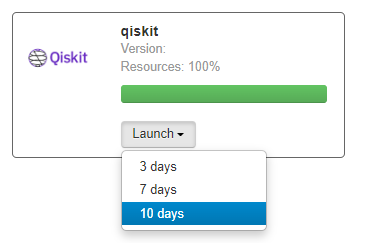 Qiskit
qiskit
Version:
Resources: 100%
Launch
3 days
7 days
10 days